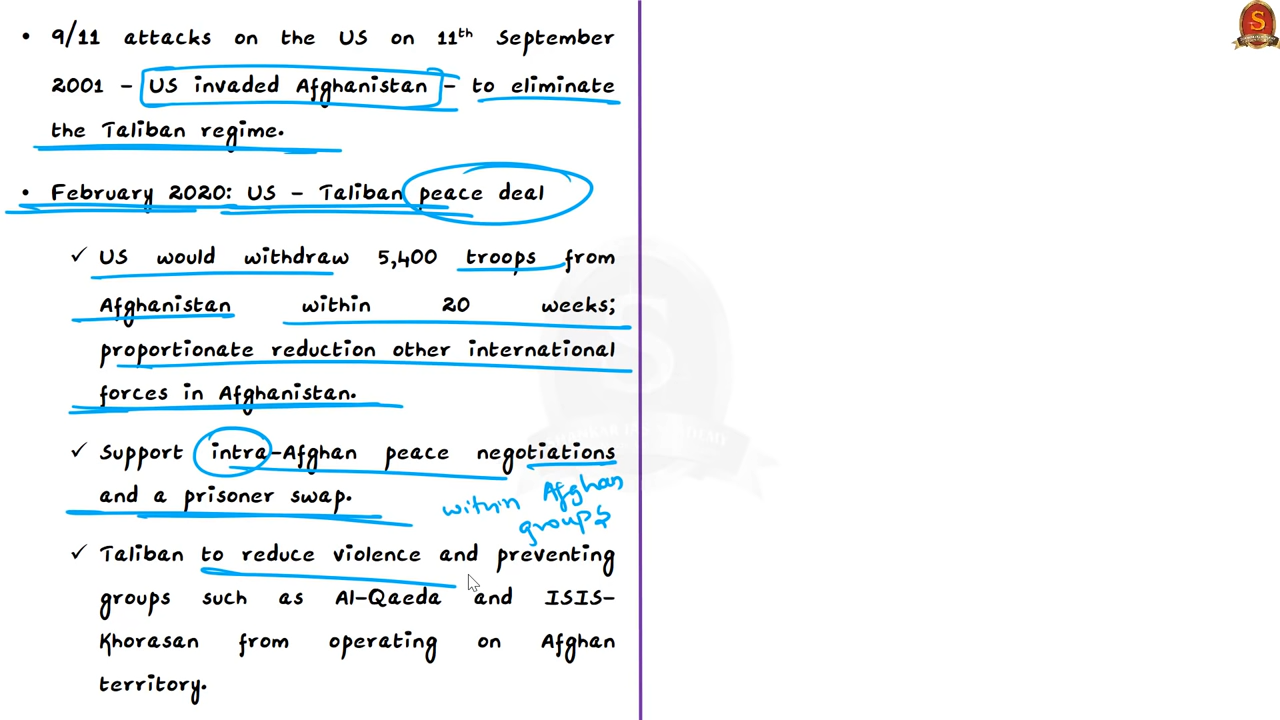 • 9/11 attacks on the US on 11th September
2001 - US invaded Afghanistan - to eliminate
the Taliban regime.
• February 2020: US - Taliban peace deal
✓ US would withdraw 5,400 troops from
Afghanistan within 20 weeks;
proportionate reduction other international
forces in Afghanistan.
✓ Support intra-Afghan peace negotiations
and a prisoner swap.
within Afghan
groups
✓ Taliban to reduce violence and preventing
groups such as Al-Qaeda and ISIS-
Khorasan from operating on Afghan
territory.
S